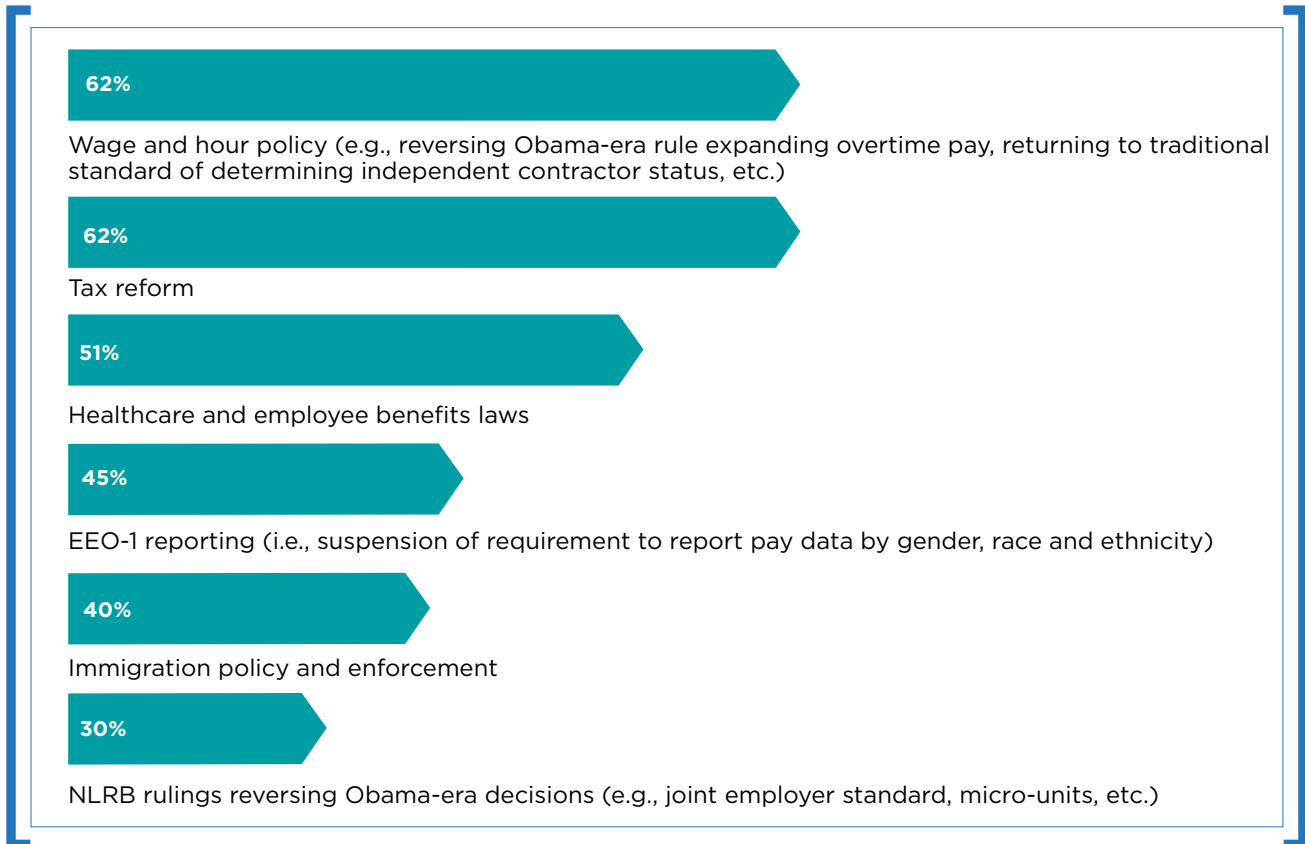 62%
Wage and hour policy (e.g., reversing Obama-era rule expanding overtime pay, returning to traditional
standard of determining independent contractor status, etc.)
62%
Tax reform
51%
Healthcare and employee benefits laws
45%
EEO-1 reporting (i.e., suspension of requirement to report pay data by gender, race and ethnicity)
40%
Immigration policy and enforcement
30%
NLRB rulings reversing Obama-era decisions (e.g., joint employer standard, micro-units, etc.)